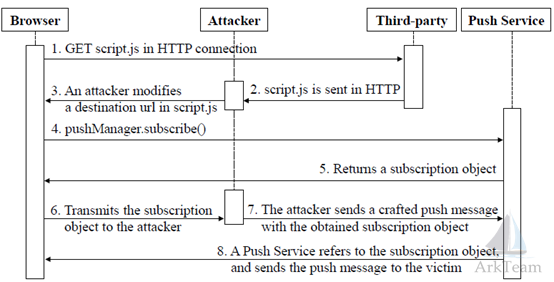 Browser
Attacker
Third-party
Push Service
1. GET script.js in HTTP connection
2. script.js is sent in HTTP
3. An attacker modifies
a destination url in script.js
4. pushManager.subscribe()
5. Returns a subscription object
6. Transmits the subscription
object to the attacker
7. The attacker sends a crafted push message
with the obtained subscription object
8. A Push Service refers to the subscription object,
and sends the push message to the victim
ArkTeam